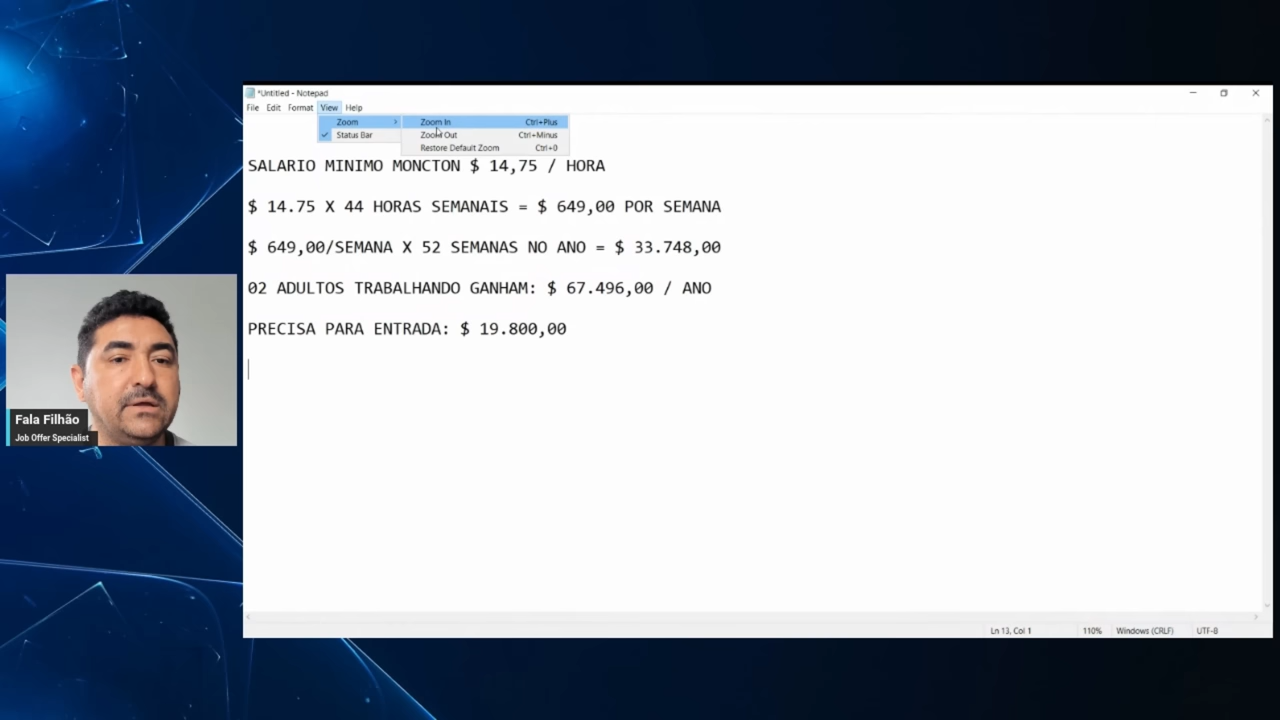 *Untitled - Notepad
File Edit Format View Help
Zoom
Status Bar
Zoom In Ctrl+Plus
Zoom Out Ctrl+Minus
Restore Default Zoom Ctrl+0
SALARIO MINIMO MONCTON $ 14,75 / HORA
$ 14.75 X 44 HORAS SEMANAIS = $ 649,00 POR SEMANA
$ 649,00/SEMANA X 52 SEMANAS NO ANO = $ 33.748,00
02 ADULTOS TRABALHANDO GANHAM: $ 67.496,00 / ANO
PRECISA PARA ENTRADA: $ 19.800,00
Fala Filhão
Job Offer Specialist
Ln 13, Col 1 110% Windows (CRLF) UTF-8